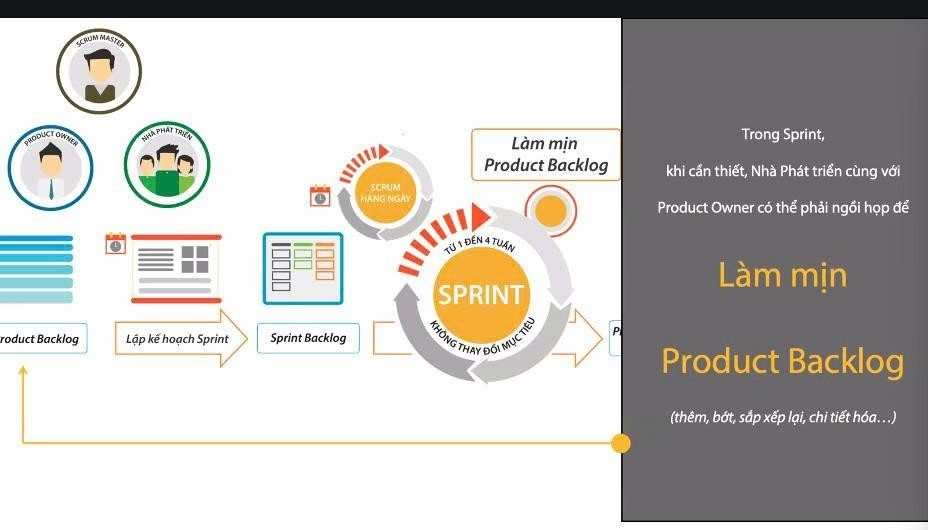 SCRUM MASTER
PRODUCT OWNER
NHÀ PHÁT TRIỂN
SCRUM
HÀNG NGÀY
Làm mịn
Product Backlog
TỪ 1 ĐẾN 4 TUẦN
SPRINT
KHÔNG THAY ĐỔI MỤC TIÊU
roduct Backlog
Lập kế hoạch Sprint
Sprint Backlog
Trong Sprint,
khi cần thiết, Nhà Phát triển cùng với
Product Owner có thể phải ngồi họp để
Làm mịn
Product Backlog
(thêm, bớt, sắp xếp lại, chi tiết hóa…)